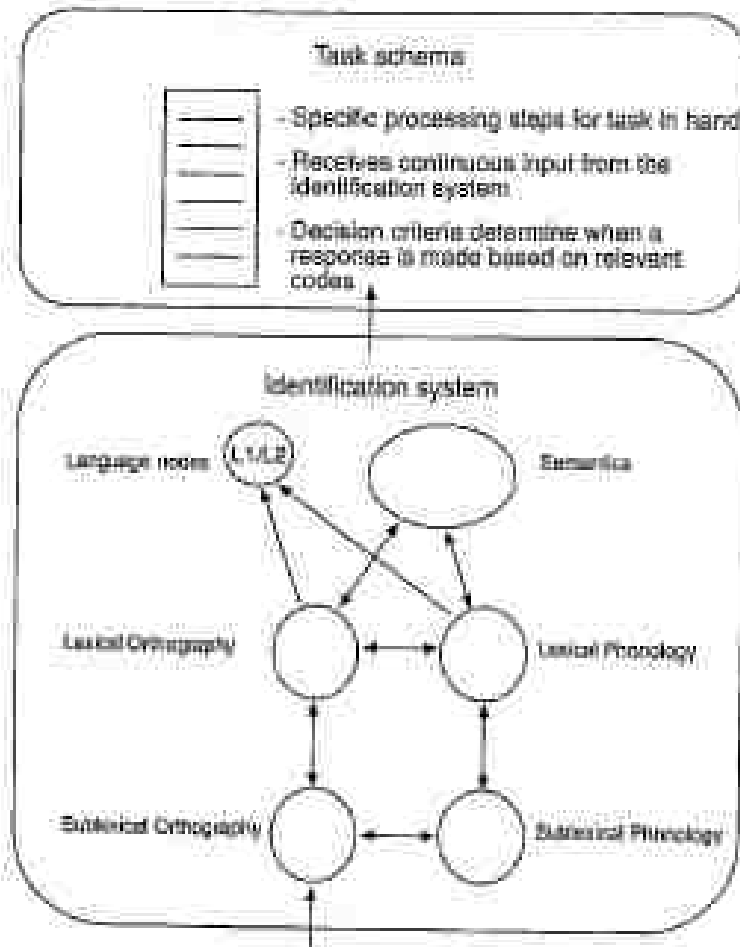 Task schema
- Specific processing steps for task in hand
- Receives continuous input from the
identification system
- Decision criteria determine when a
response is made based on relevant
codes
Identification system
Language nodes
L1/L2
Semantics
Lexical Orthography
Lexical Phonology
Sublexical Orthography
Sublexical Phonology